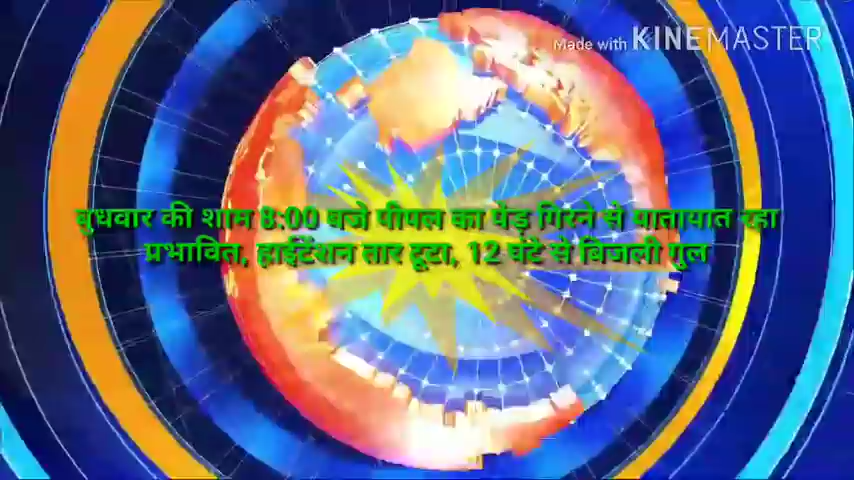 Made with KINEMASTER
बुधवार की शाम 8:00 बजे पीपल का पेड़ गिरने से यातायात रहा
प्रभावित, हाईटेंशन तार टूटा, 12 घंटे से बिजली गुल